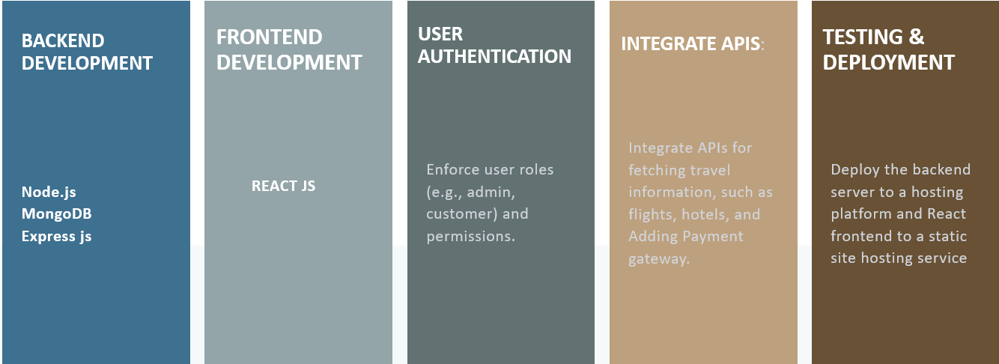 BACKEND
DEVELOPMENT
Node.js
MongoDB
Express js
FRONTEND
DEVELOPMENT
REACT JS
USER
AUTHENTICATION
Enforce user roles
(e.g., admin,
customer) and
permissions.
INTEGRATE APIS:
Integrate APIs for
fetching travel
information, such as
flights, hotels, and
Adding Payment
gateway.
TESTING &
DEPLOYMENT
Deploy the backend
server to a hosting
platform and React
frontend to a static
site hosting service